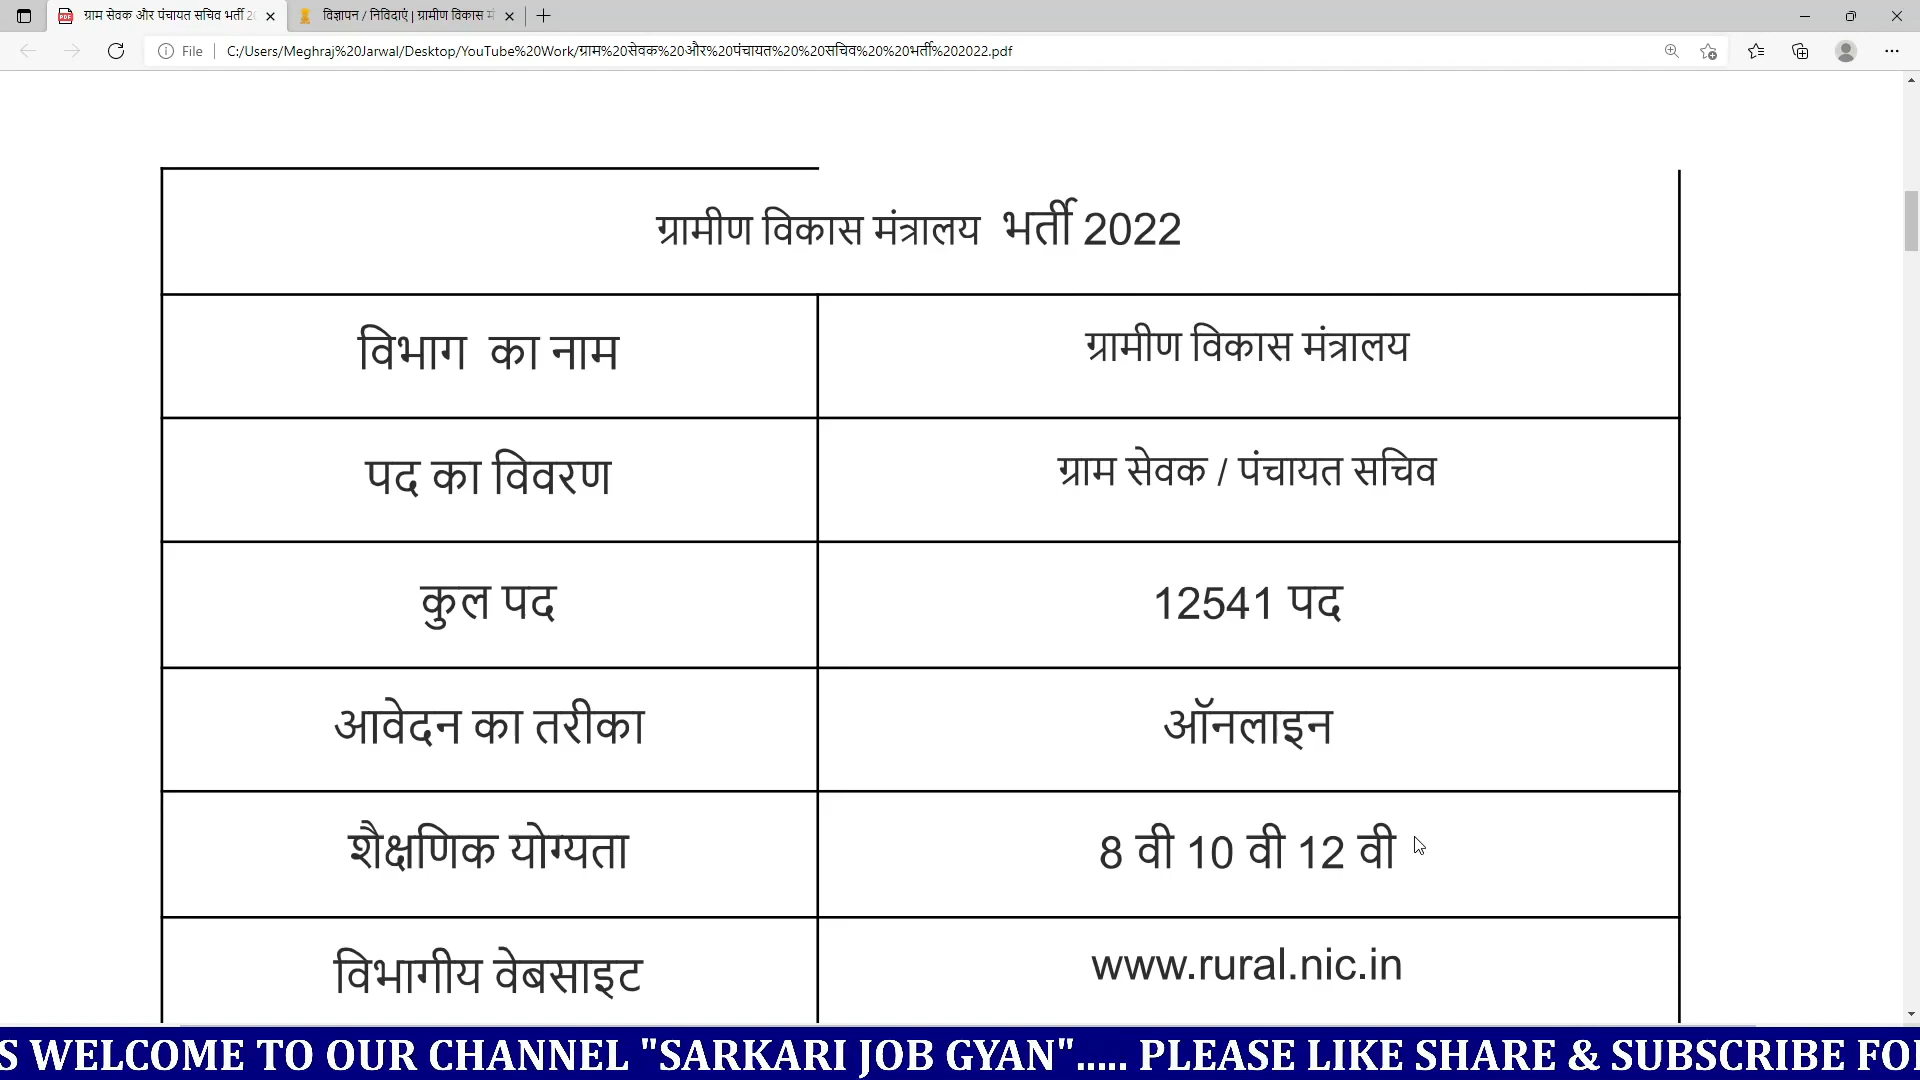 ग्राम सेवक और पंचायत सचिव भर्ती 2
विज्ञापन / निविदाएं | ग्रामीण विकास मं
File
C:/Users/Meghraj%20Jarwal/Desktop/YouTube%20Work/ग्राम%20सेवक%20और%20पंचायत%20%20सचिव%20%20भर्ती%202022.pdf
ग्रामीण विकास मंत्रालय भर्ती 2022
विभाग का नाम
ग्रामीण विकास मंत्रालय
पद का विवरण
ग्राम सेवक / पंचायत सचिव
कुल पद
12541 पद
आवेदन का तरीका
ऑनलाइन
शैक्षणिक योग्यता
8 वी 10 वी 12 वी
विभागीय वेबसाइट
www.rural.nic.in
S WELCOME TO OUR CHANNEL "SARKARI JOB GYAN"..... PLEASE LIKE SHARE & SUBSCRIBE FO